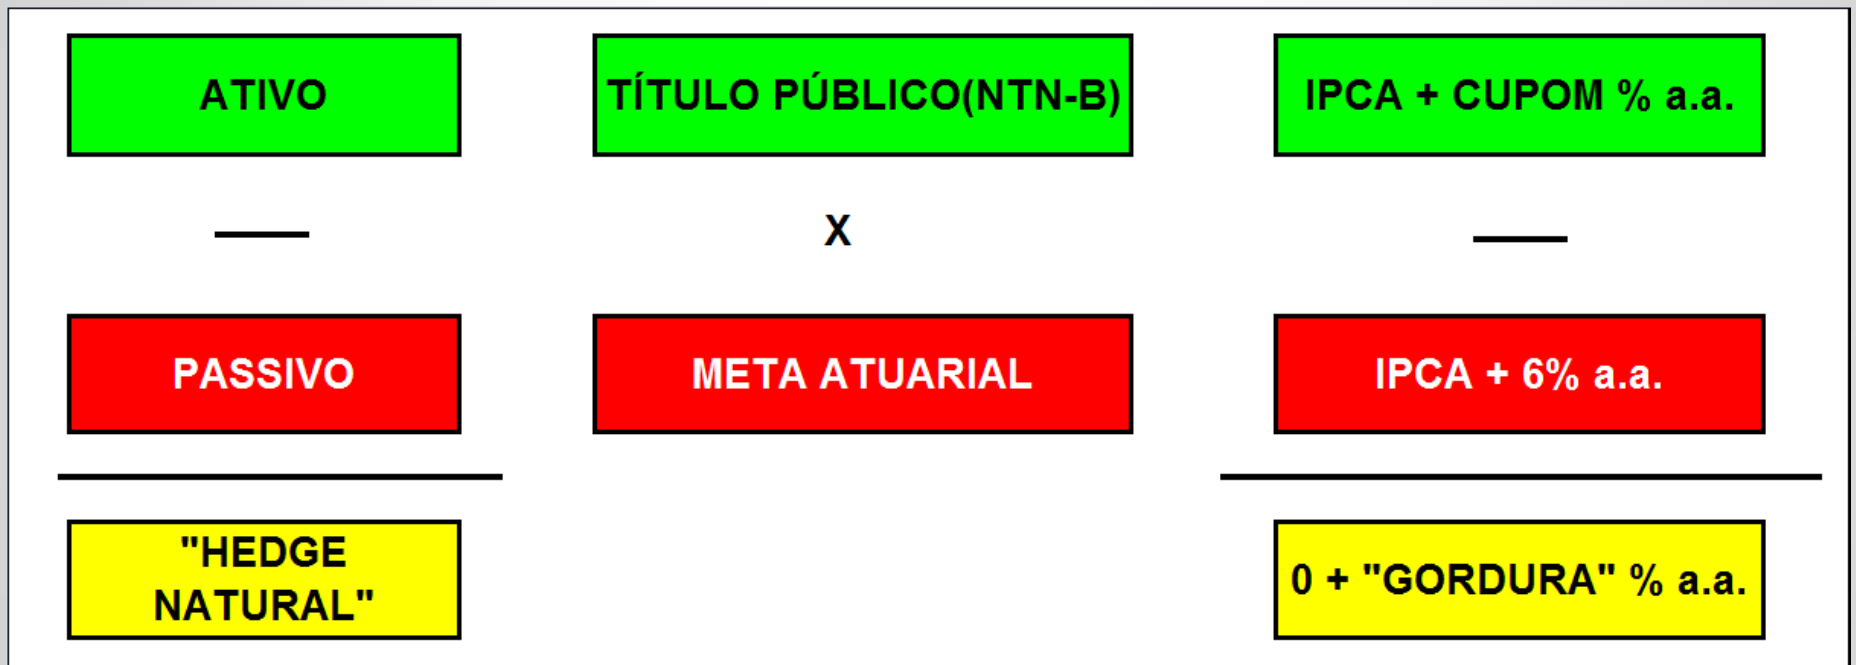 ATIVO
TÍTULO PÚBLICO(NTN-B)
IPCA + CUPOM % a.a.
X
PASSIVO
META ATUARIAL
IPCA + 6% a.a.
"HEDGE
NATURAL"
0 + "GORDURA" % a.a.